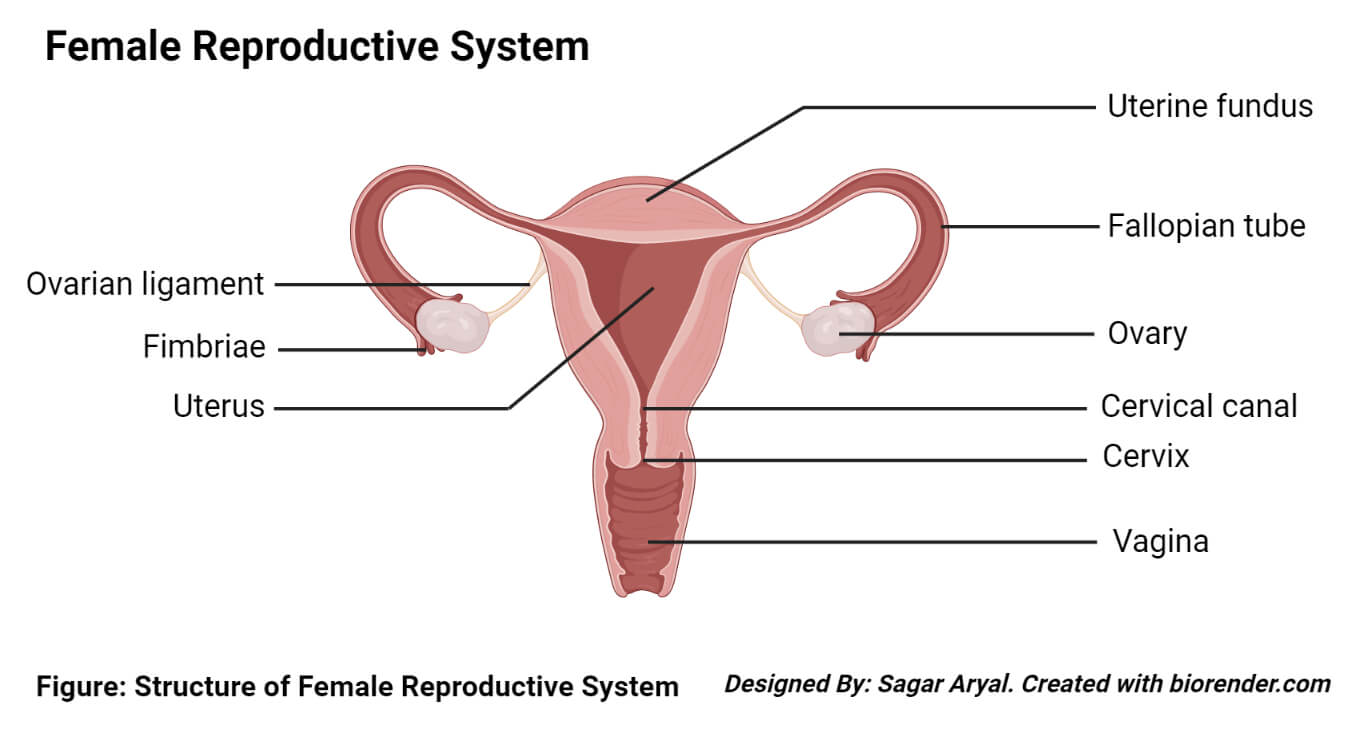 Female Reproductive System
Uterine fundus
Fallopian tube
Ovarian ligament
Ovary
Fimbriae
Uterus
Cervical canal
Cervix
Vagina
Figure: Structure of Female Reproductive System
Designed By: Sagar Aryal. Created with biorender.com